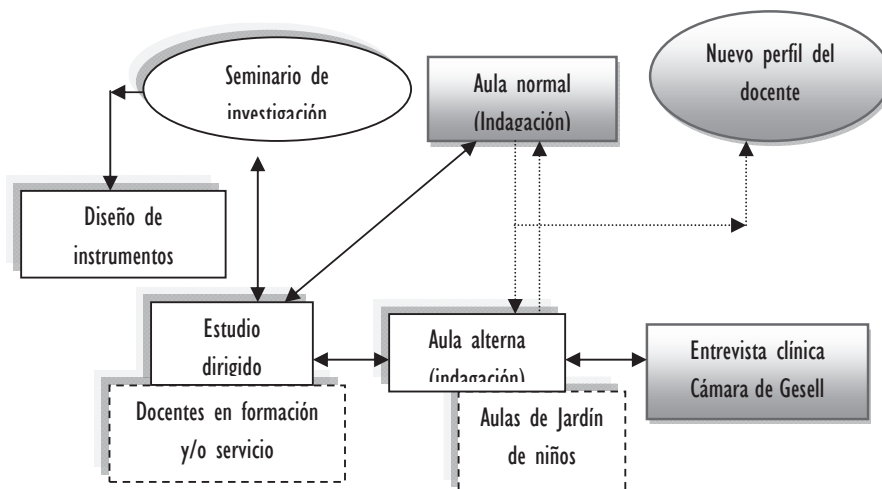 Seminario de
investigación
Aula normal
(Indagación)
Nuevo perfil del
docente
Diseño de
instrumentos
Estudio
dirigido
Aula alterna
(indagación)
Entrevista clínica
Cámara de Gesell
Docentes en formación
y/o servicio
Aulas de Jardín
de niños